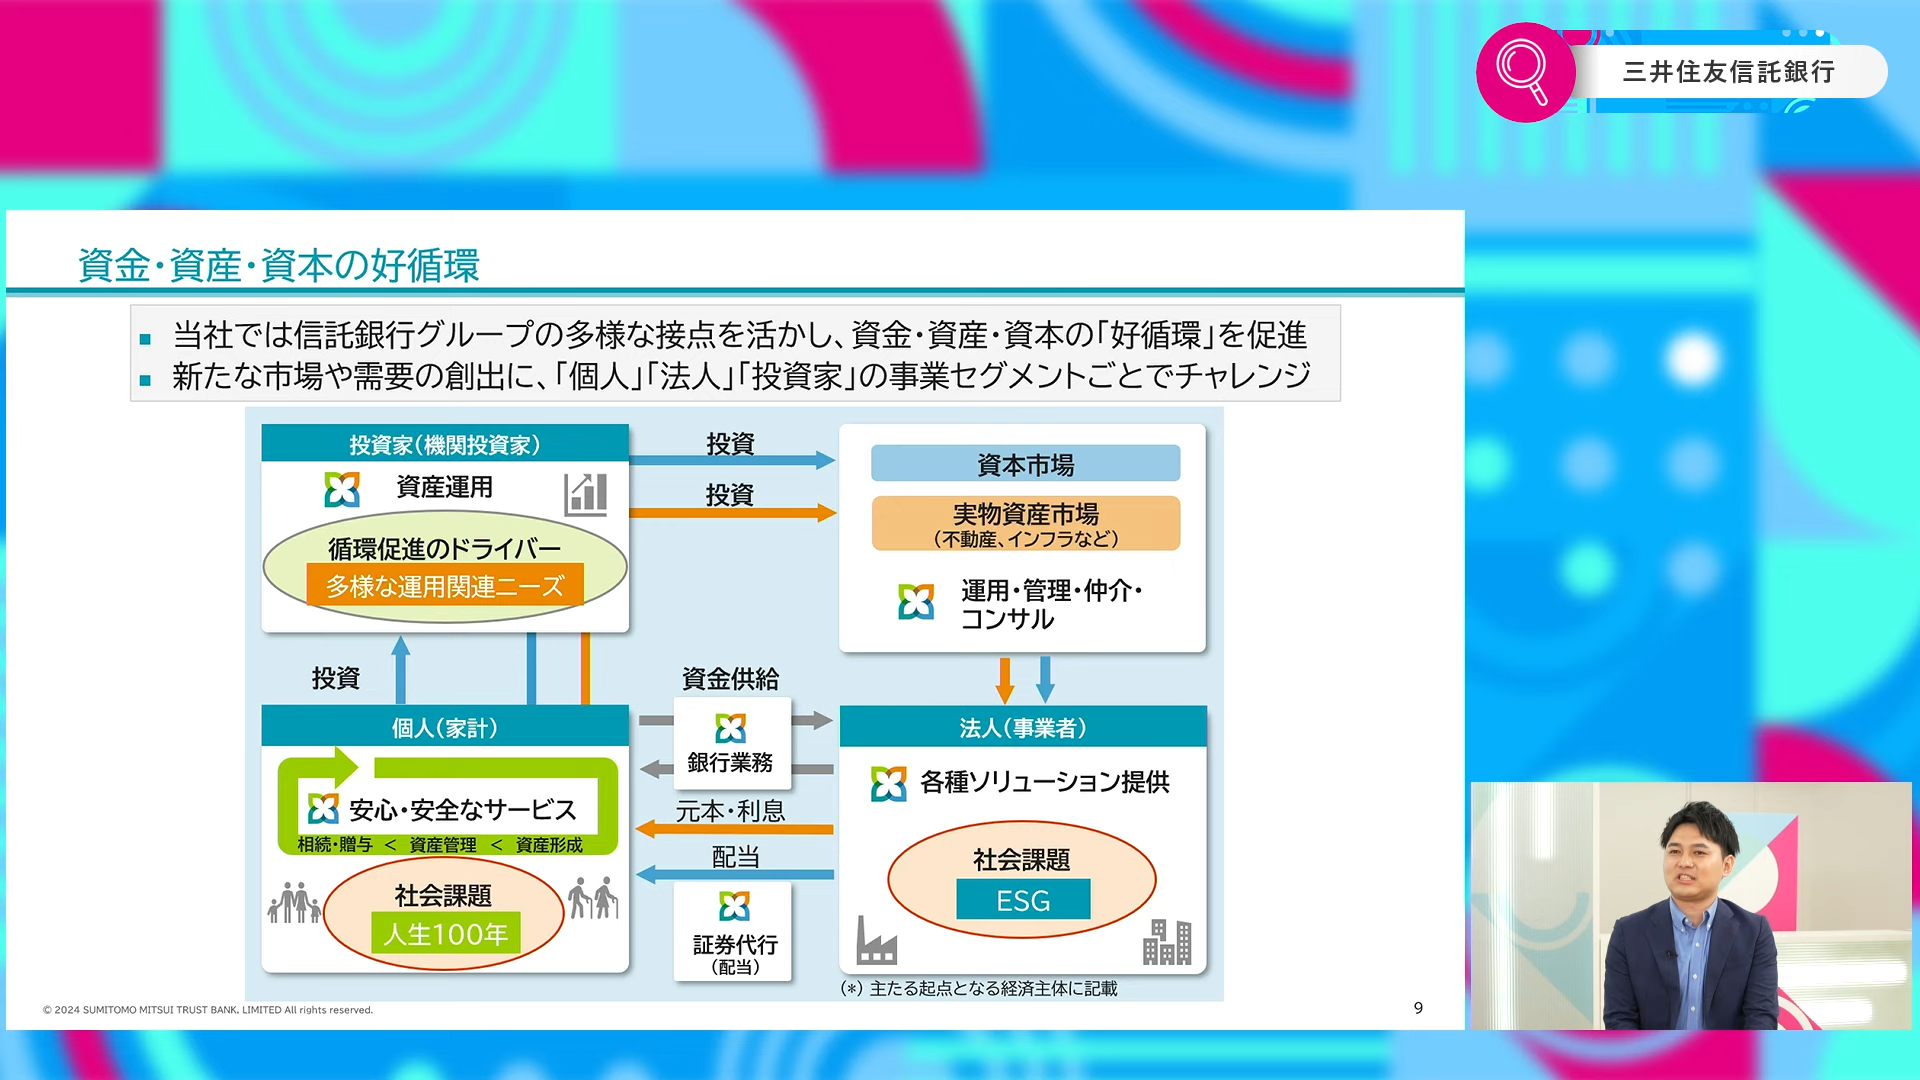 三井住友信託銀行
資金・資産・資本の好循環
▪ 当社では信託銀行グループの多様な接点を活かし、資金・資産・資本の「好循環」を促進
▪ 新たな市場や需要の創出に、「個人」「法人」「投資家」の事業セグメントごとでチャレンジ
投資家（機関投資家）
資産運用
循環促進のドライバー
多様な運用関連ニーズ
投資
投資
資本市場
実物資産市場
（不動産、インフラなど）
運用・管理・仲介・
コンサル
投資
資金供給
銀行業務
元本・利息
配当
証券代行
（配当）
個人（家計）
安心・安全なサービス
相続・贈与 < 資産管理 < 資産形成
社会課題
人生100年
法人（事業者）
各種ソリューション提供
社会課題
ESG
(*) 主たる起点となる経済主体に記載
© 2024 SUMITOMO MITSUI TRUST BANK, LIMITED All rights reserved.
9